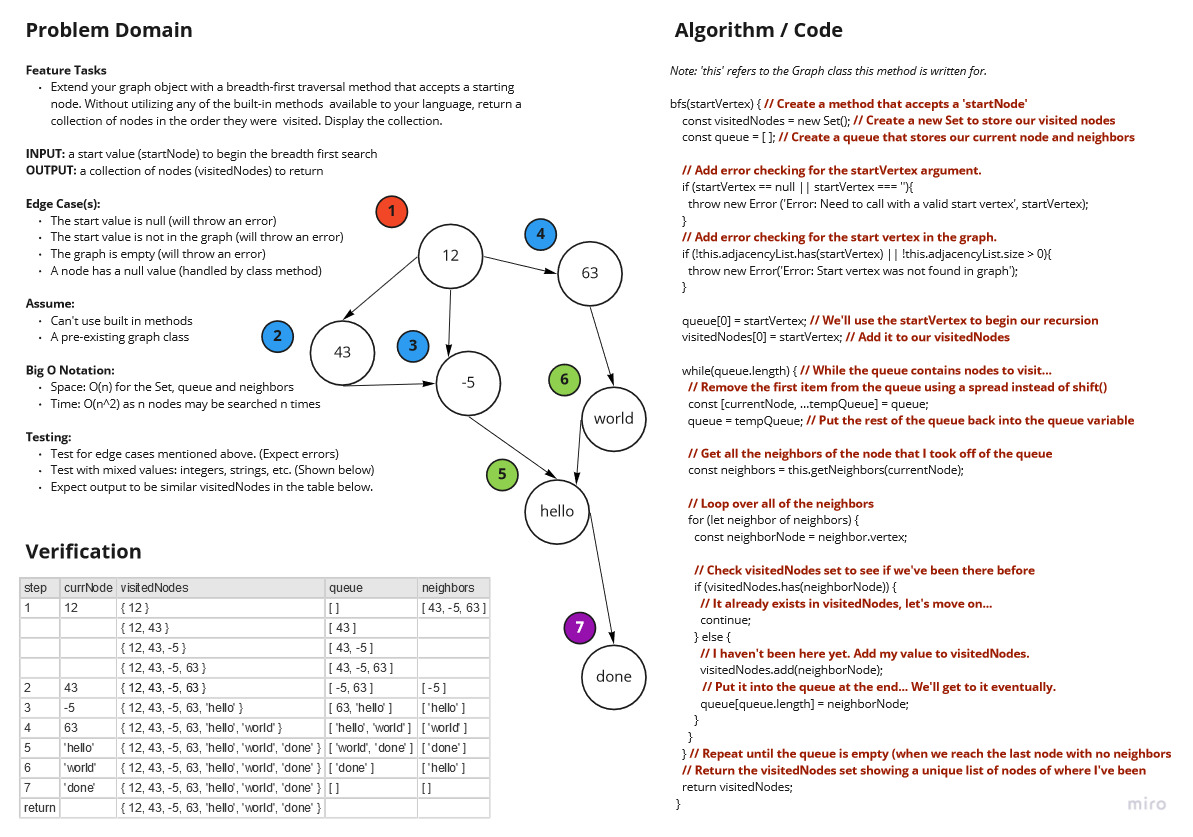 Problem Domain
Feature Tasks
• Extend your graph object with a breadth-first traversal method that accepts a starting
node. Without utilizing any of the built-in methods  available to your language, return a
collection of nodes in the order they were  visited. Display the collection.
INPUT: a start value (startNode) to begin the breadth first search
OUTPUT: a collection of nodes (visitedNodes) to return
Edge Case(s):
• The start value is null (will throw an error)
• The start value is not in the graph (will throw an error)
• The graph is empty (will throw an error)
• A node has a null value (handled by class method)
Assume:
• Can't use built in methods
• A pre-existing graph class
Big O Notation:
• Space: O(n) for the Set, queue and neighbors
• Time: O(n^2) as n nodes may be searched n times
Testing:
• Test for edge cases mentioned above. (Expect errors)
• Test with mixed values: integers, strings, etc. (Shown below)
• Expect output to be similar visitedNodes in the table below.
1
12
4
63
2
43
3
-5
6
world
5
hello
7
done
Verification
step currNode visitedNodes queue neighbors
1 12 { 12 } [ ] [ 43, -5, 63 ]
{ 12, 43 } [ 43 ]
{ 12, 43, -5 } [ 43, -5 ]
{ 12, 43, -5, 63 } [ 43, -5, 63 ]
2 43 { 12, 43, -5, 63 } [ -5, 63 ] [ -5 ]
3 -5 { 12, 43, -5, 63, 'hello' } [ 63, 'hello' ] [ 'hello' ]
4 63 { 12, 43, -5, 63, 'hello', 'world' } [ 'hello', 'world' ] [ 'world' ]
5 'hello' { 12, 43, -5, 63, 'hello', 'world', 'done' } [ 'world', 'done' ] [ 'done' ]
6 'world' { 12, 43, -5, 63, 'hello', 'world', 'done' } [ 'done' ] [ 'hello' ]
7 'done' { 12, 43, -5, 63, 'hello', 'world', 'done' } [ ] [ ]
return { 12, 43, -5, 63, 'hello', 'world', 'done' }
Algorithm / Code
Note: 'this' refers to the Graph class this method is written for.
bfs(startVertex) { // Create a method that accepts a 'startNode'
const visitedNodes = new Set(); // Create a new Set to store our visited nodes
const queue = [ ]; // Create a queue that stores our current node and neighbors
// Add error checking for the startVertex argument.
if (startVertex == null || startVertex === ''){
throw new Error ('Error: Need to call with a valid start vertex', startVertex);
}
// Add error checking for the start vertex in the graph.
if (!this.adjacencyList.has(startVertex) || !this.adjacencyList.size > 0){
throw new Error('Error: Start vertex was not found in graph');
}
queue[0] = startVertex; // We'll use the startVertex to begin our recursion
visitedNodes[0] = startVertex; // Add it to our visitedNodes
while(queue.length) { // While the queue contains nodes to visit...
// Remove the first item from the queue using a spread instead of shift()
const [currentNode, ...tempQueue] = queue;
queue = tempQueue; // Put the rest of the queue back into the queue variable
// Get all the neighbors of the node that I took off of the queue
const neighbors = this.getNeighbors(currentNode);
// Loop over all of the neighbors
for (let neighbor of neighbors) {
const neighborNode = neighbor.vertex;
// Check visitedNodes set to see if we've been there before
if (visitedNodes.has(neighborNode)) {
// It already exists in visitedNodes, let's move on...
continue;
} else {
// I haven't been here yet. Add my value to visitedNodes.
visitedNodes.add(neighborNode);
// Put it into the queue at the end... We'll get to it eventually.
queue[queue.length] = neighborNode;
}
}
} // Repeat until the queue is empty (when we reach the last node with no neighbors
// Return the visitedNodes set showing a unique list of nodes of where I've been
return visitedNodes;
}
miro